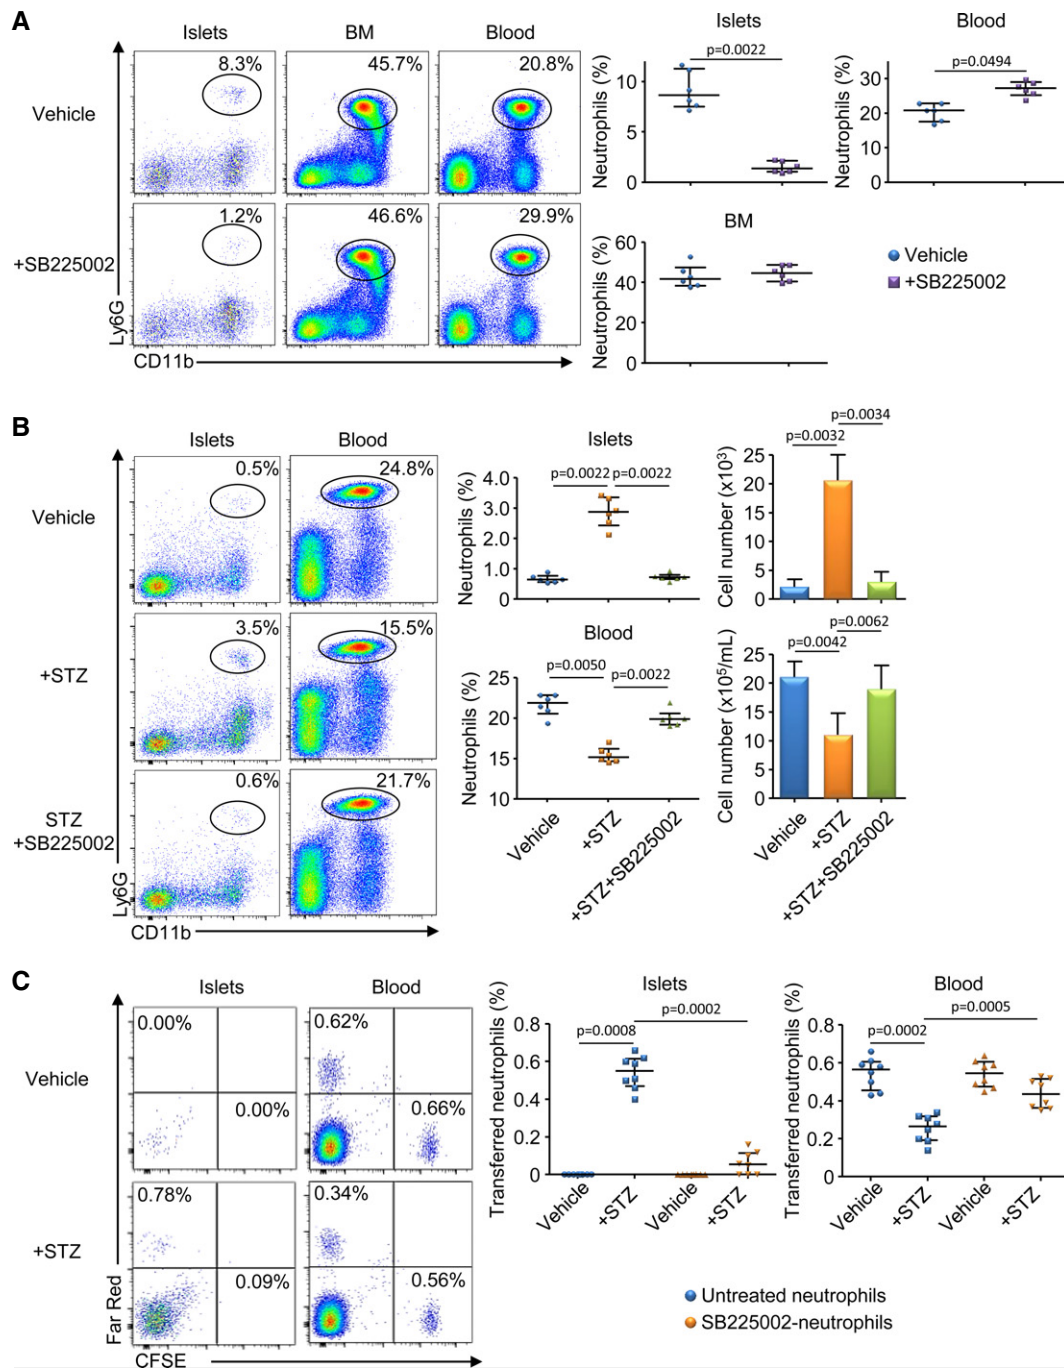 A
Islets
BM
Blood
Vehicle
8.3%
45.7%
20.8%
+SB225002
1.2%
46.6%
29.9%
Ly6G
CD11b
Islets
Neutrophils (%)
10
5
0
p=0.0022
Blood
Neutrophils (%)
30
20
10
0
p=0.0494
BM
Neutrophils (%)
60
40
20
0
Vehicle
+SB225002
B
Islets
Blood
Vehicle
0.5%
24.8%
+STZ
3.5%
15.5%
STZ
+SB225002
0.6%
21.7%
Ly6G
CD11b
Islets
Neutrophils (%)
4.0
3.0
2.0
1.0
0
p=0.0022
p=0.0022
Cell number (x10³)
25
20
15
10
5
0
p=0.0032
p=0.0034
Blood
Neutrophils (%)
25
20
15
10
p=0.0050
p=0.0022
Vehicle
+STZ
+STZ+SB225002
Cell number (x10⁵/mL)
25
20
15
10
5
0
p=0.0042
p=0.0062
Vehicle
+STZ
+STZ+SB225002
C
Islets
Blood
Vehicle
0.00%
0.00%
0.62%
0.66%
+STZ
0.78%
0.09%
0.34%
0.56%
Far Red
CFSE
Islets
Transferred neutrophils (%)
0.8
0.6
0.4
0.2
0
p=0.0008
p=0.0002
Vehicle
+STZ
Vehicle
+STZ
Blood
Transferred neutrophils (%)
0.8
0.6
0.4
0.2
0
p=0.0002
p=0.0005
Vehicle
+STZ
Vehicle
+STZ
Untreated neutrophils
SB225002-neutrophils